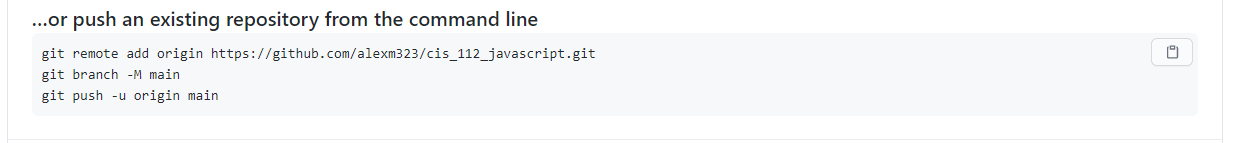 ...or push an existing repository from the command line
git remote add origin https://github.com/alexm323/cis_112_javascript.git
git branch -M main
git push -u origin main